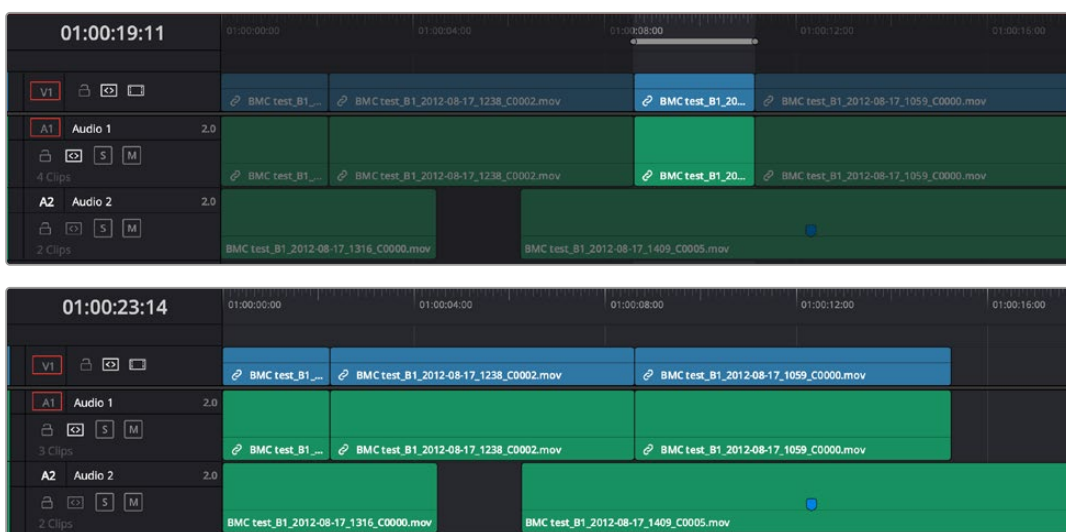 01:00:19:11
01:00:00:00 01:00:04:00 01:00:08:00 01:00:12:00 01:00:16:00
V1
BMC test_B1_... BMC test_B1_2012-08-17_1238_C0002.mov BMC test_B1_20... BMC test_B1_2012-08-17_1059_C0000.mov
A1 Audio 1 2.0
S M
4 Clips
BMC test_B1_... BMC test_B1_2012-08-17_1238_C0002.mov BMC test_B1_20... BMC test_B1_2012-08-17_1059_C0000.mov
A2 Audio 2 2.0
S M
2 Clips
BMC test_B1_2012-08-17_1316_C0000.mov BMC test_B1_2012-08-17_1409_C0005.mov
01:00:23:14
01:00:00:00 01:00:04:00 01:00:08:00 01:00:12:00 01:00:16:00
V1
BMC test_B1_... BMC test_B1_2012-08-17_1238_C0002.mov BMC test_B1_2012-08-17_1059_C0000.mov
A1 Audio 1 2.0
S M
3 Clips
BMC test_B1_... BMC test_B1_2012-08-17_1238_C0002.mov BMC test_B1_2012-08-17_1059_C0000.mov
A2 Audio 2 2.0
S M
2 Clips
BMC test_B1_2012-08-17_1316_C0000.mov BMC test_B1_2012-08-17_1409_C0005.mov